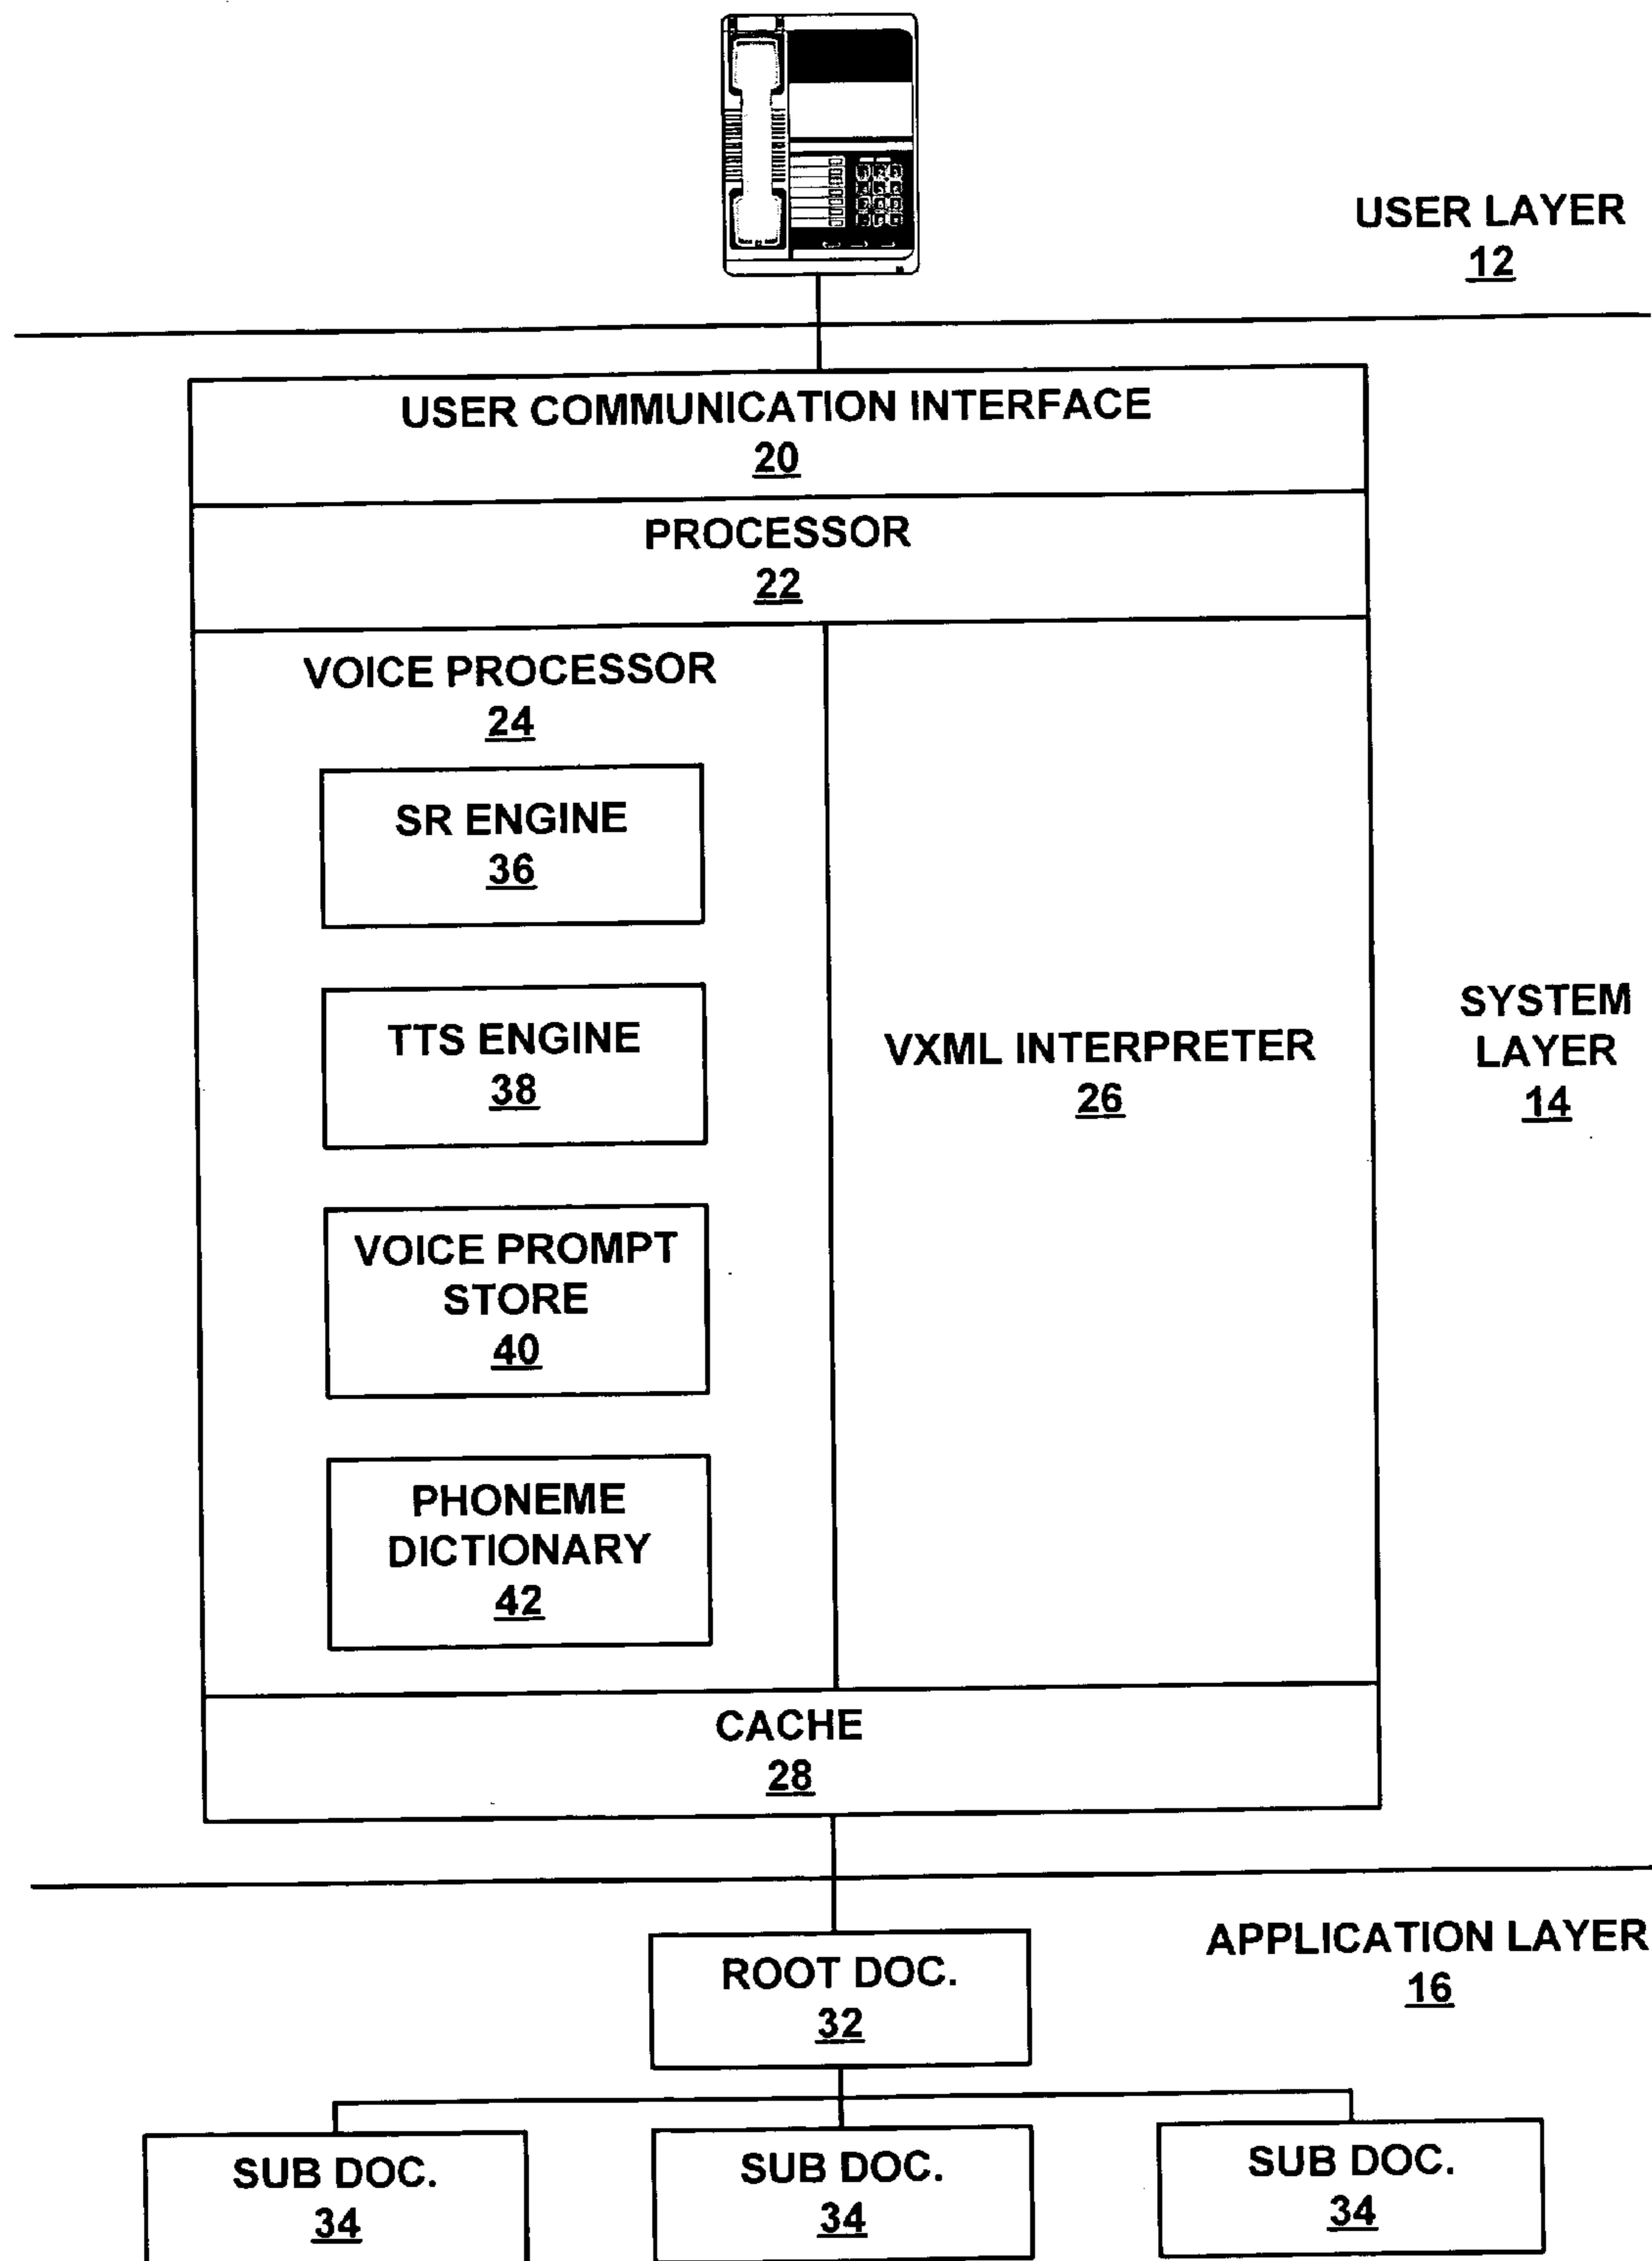 USER LAYER
12
USER COMMUNICATION INTERFACE
20
PROCESSOR
22
VOICE PROCESSOR
24
SR ENGINE
36
TTS ENGINE
38
VOICE PROMPT
STORE
40
PHONEME
DICTIONARY
42
VXML INTERPRETER
26
SYSTEM
LAYER
14
CACHE
28
APPLICATION LAYER
16
ROOT DOC.
32
SUB DOC.
34
SUB DOC.
34
SUB DOC.
34